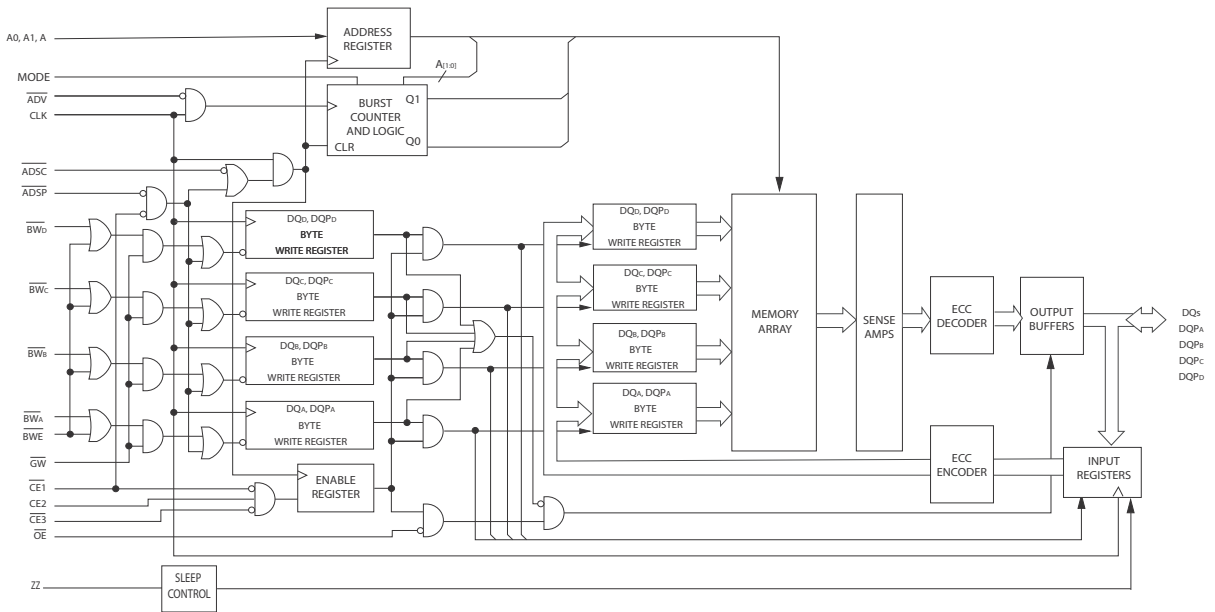 A0, A1, A
ADDRESS
REGISTER
MODE
A[1:0]
ADV
CLK
BURST
COUNTER
AND LOGIC
Q1
Q0
CLR
ADSC
ADSP
BWD
BWC
BWB
BWA
BWE
GW
CE1
CE2
CE3
OE
ZZ
SLEEP
CONTROL
DQD, DQPD
BYTE
WRITE REGISTER
DQC, DQPC
BYTE
WRITE REGISTER
DQB, DQPB
BYTE
WRITE REGISTER
DQA, DQPA
BYTE
WRITE REGISTER
ENABLE
REGISTER
DQD, DQPD
BYTE
WRITE REGISTER
DQC, DQPC
BYTE
WRITE REGISTER
DQB, DQPB
BYTE
WRITE REGISTER
DQA, DQPA
BYTE
WRITE REGISTER
MEMORY
ARRAY
SENSE
AMPS
ECC
DECODER
OUTPUT
BUFFERS
ECC
ENCODER
INPUT
REGISTERS
DQs
DQPA
DQPB
DQPC
DQPD